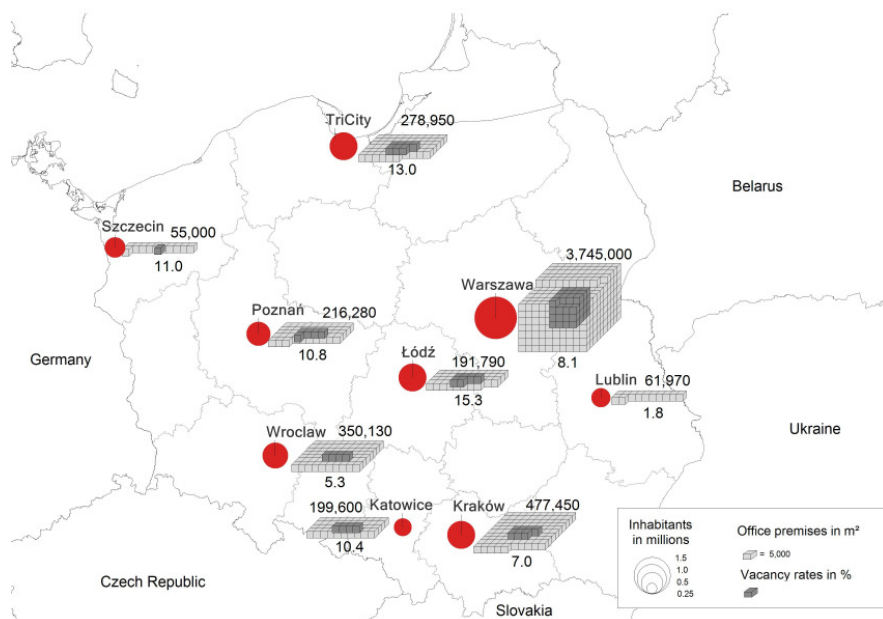 TriCity
278,950
13.0
Belarus
Szczecin
55,000
11.0
3,745,000
Warszawa
8.1
Poznań
216,280
10.8
Germany
Łódź
191,790
15.3
Lublin
61,970
1.8
Ukraine
Wroclaw
350,130
5.3
199,600
Katowice
10.4
Kraków
477,450
7.0
Czech Republic
Slovakia
Inhabitants
in millions
1.5
1.0
0.5
0.25
Office premises in m²
= 5,000
Vacancy rates in %